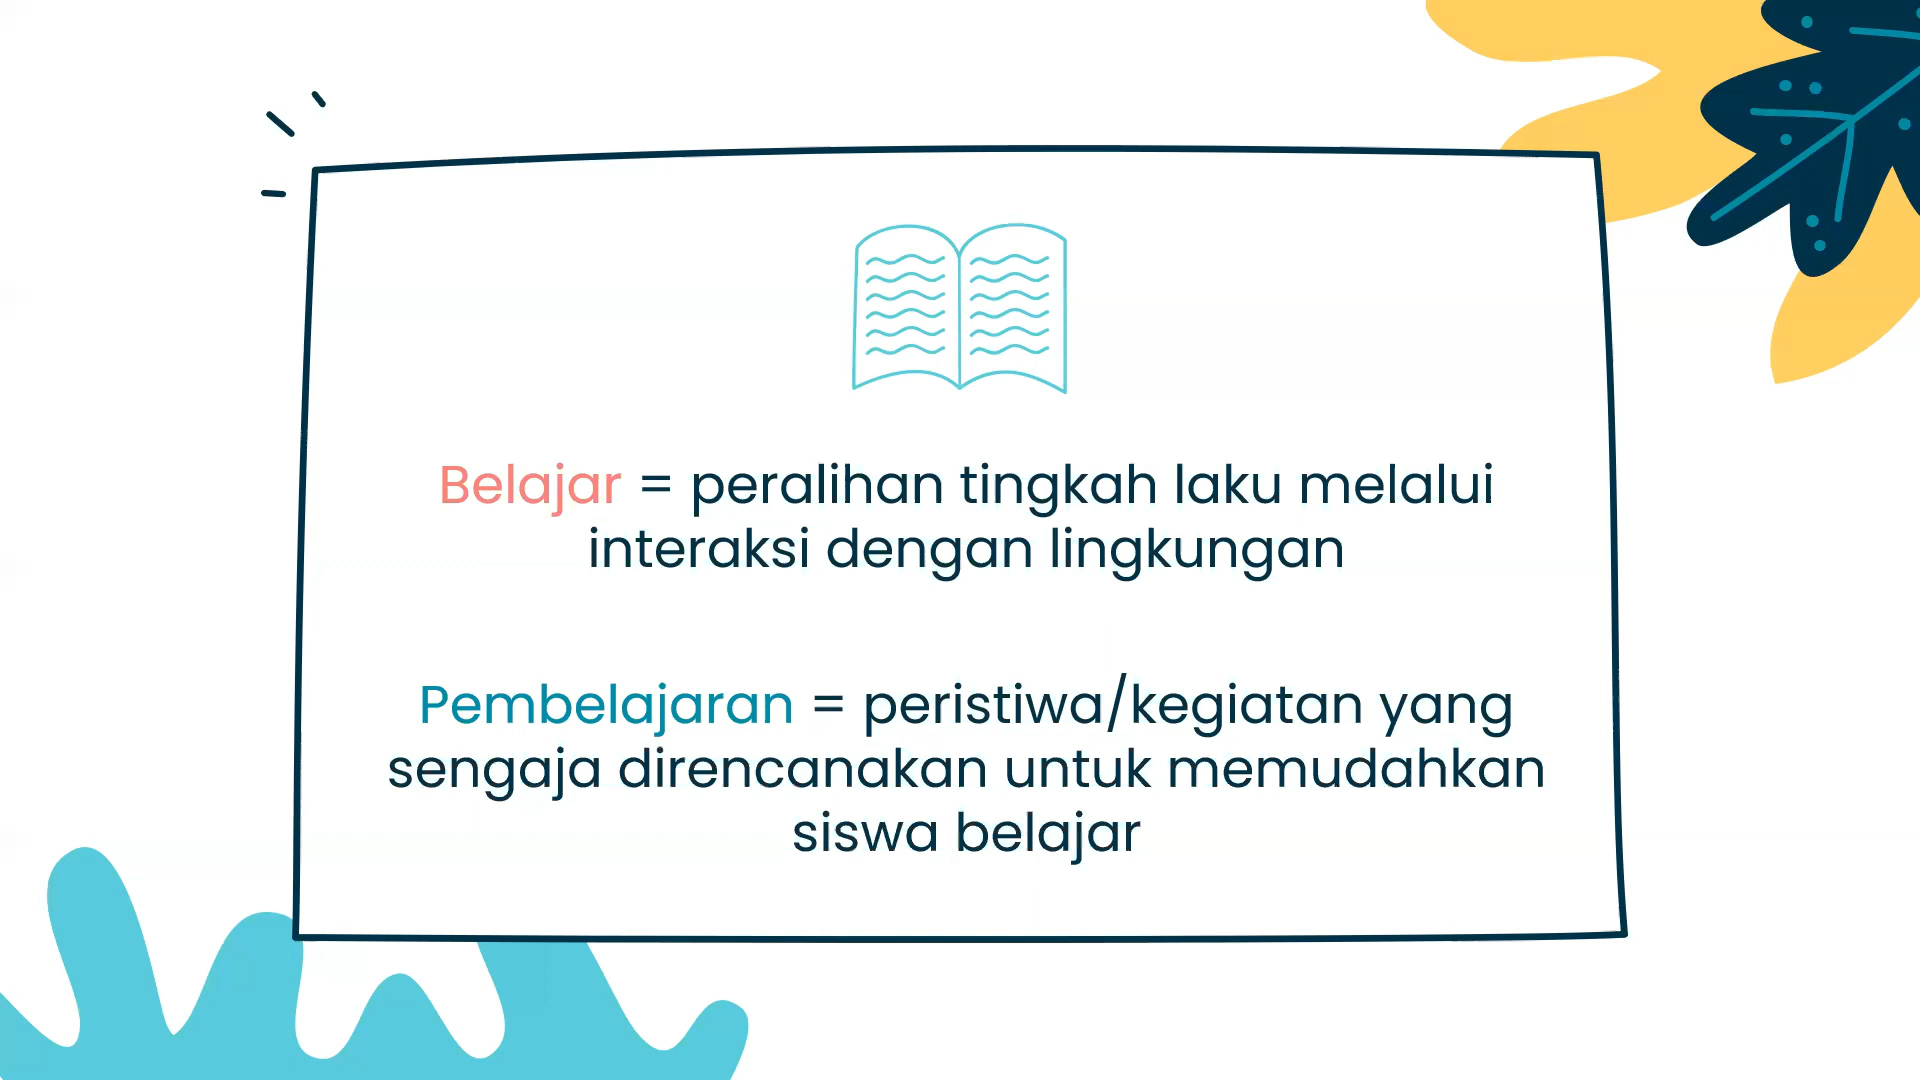 Belajar = peralihan tingkah laku melalui
interaksi dengan lingkungan
Pembelajaran = peristiwa/kegiatan yang
sengaja direncanakan untuk memudahkan
siswa belajar